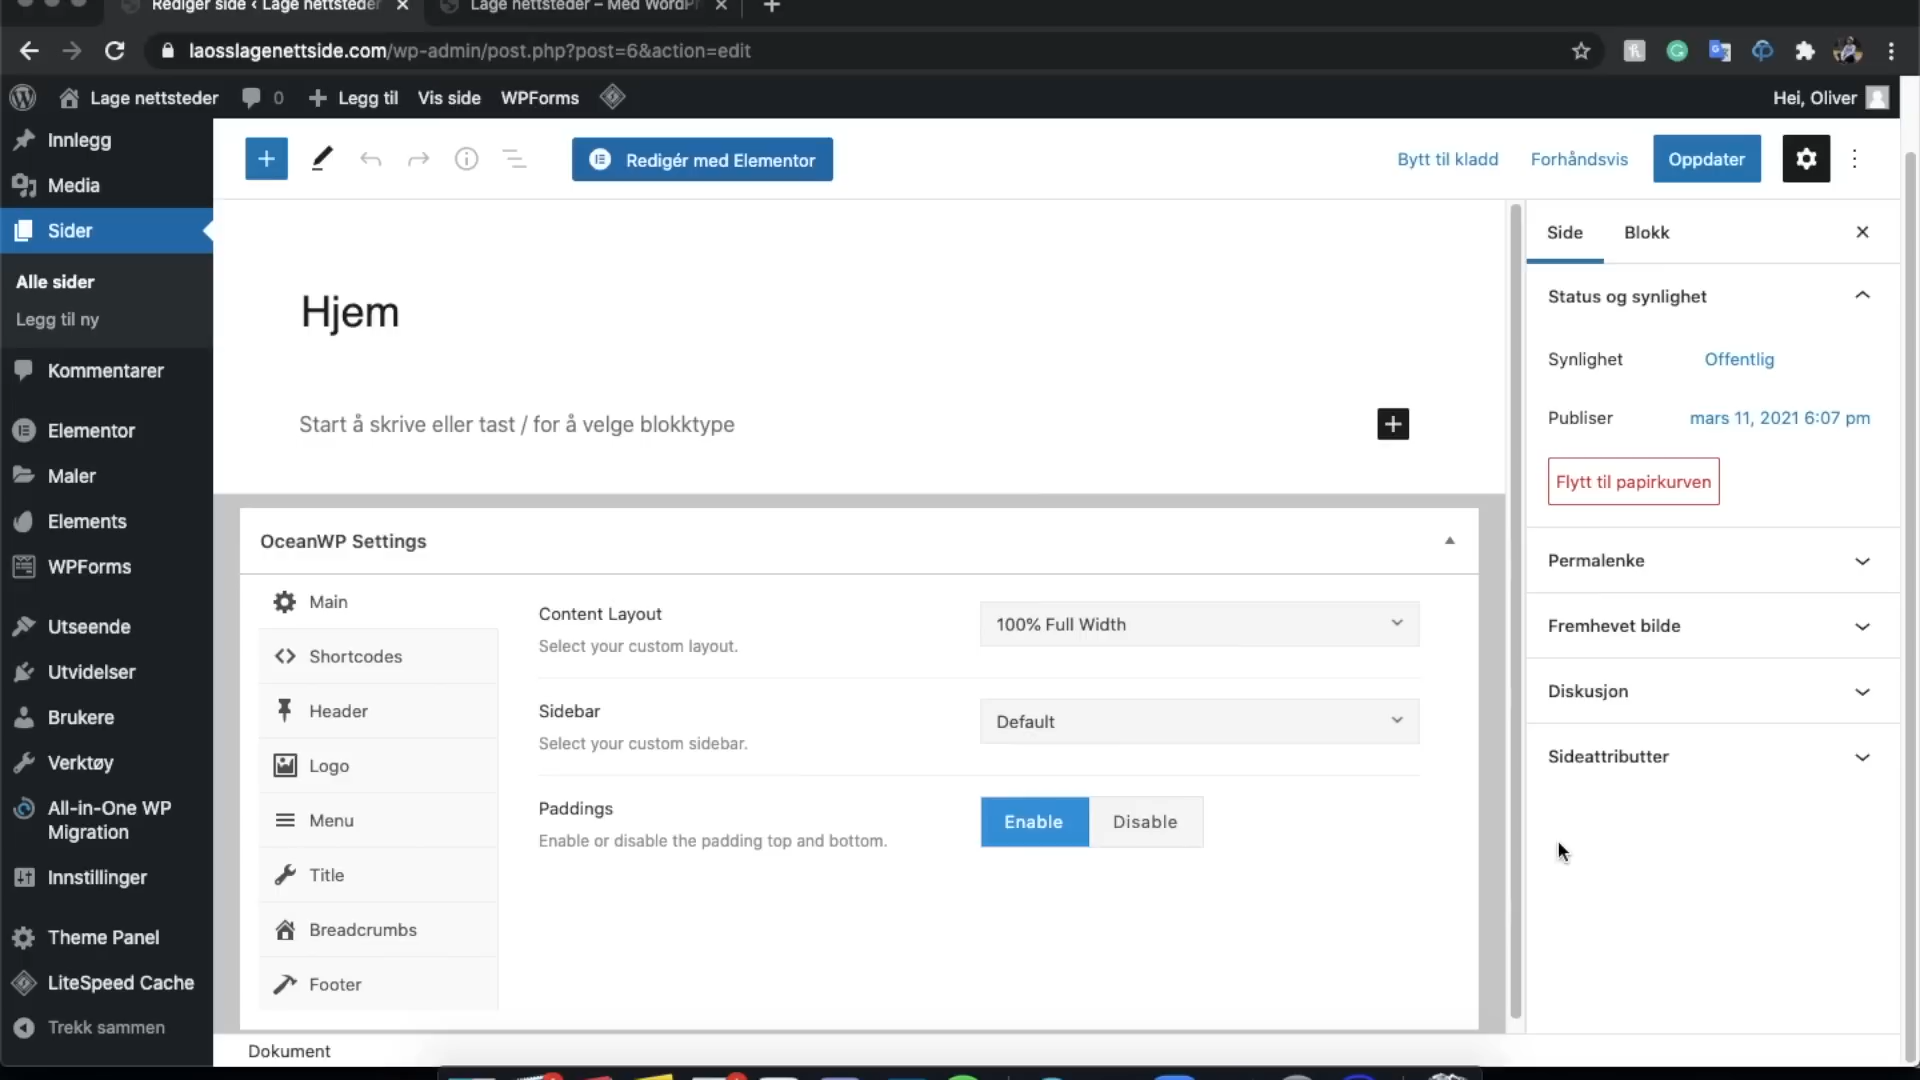 Rediger side ‹ Lage nettsteder
Lage nettsteder – Med WordPr
laosslagenettside.com/wp-admin/post.php?post=6&action=edit
Lage nettsteder
0
Legg til
Vis side
WPForms
Hei, Oliver
Innlegg
Media
Sider
Alle sider
Legg til ny
Kommentarer
Elementor
Maler
Elements
WPForms
Utseende
Utvidelser
Brukere
Verktøy
All-in-One WP
Migration
Innstillinger
Theme Panel
LiteSpeed Cache
Trekk sammen
Redigér med Elementor
Bytt til kladd
Forhåndsvis
Oppdater
Hjem
Start å skrive eller tast / for å velge blokktype
OceanWP Settings
Main
Shortcodes
Header
Logo
Menu
Title
Breadcrumbs
Footer
Content Layout
Select your custom layout.
100% Full Width
Sidebar
Select your custom sidebar.
Default
Paddings
Enable or disable the padding top and bottom.
Enable
Disable
Dokument
Side
Blokk
Status og synlighet
Synlighet
Offentlig
Publiser
mars 11, 2021 6:07 pm
Flytt til papirkurven
Permalenke
Fremhevet bilde
Diskusjon
Sideattributter